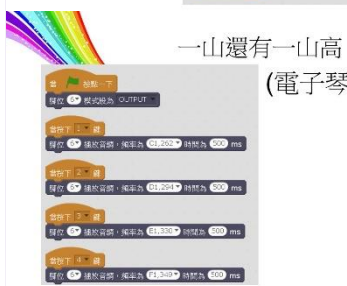 一山還有一山高
(電子琴
當 被點一下
腳位 6 模式設為 OUTPUT
當按下 1 鍵
腳位 6 播放音調，頻率為 C1,262 時間為 500 ms
當按下 2 鍵
腳位 6 播放音調，頻率為 D1,294 時間為 500 ms
當按下 3 鍵
腳位 6 播放音調，頻率為 E1,330 時間為 500 ms
當按下 4 鍵
腳位 6 播放音調，頻率為 F1,349 時間為 500 ms